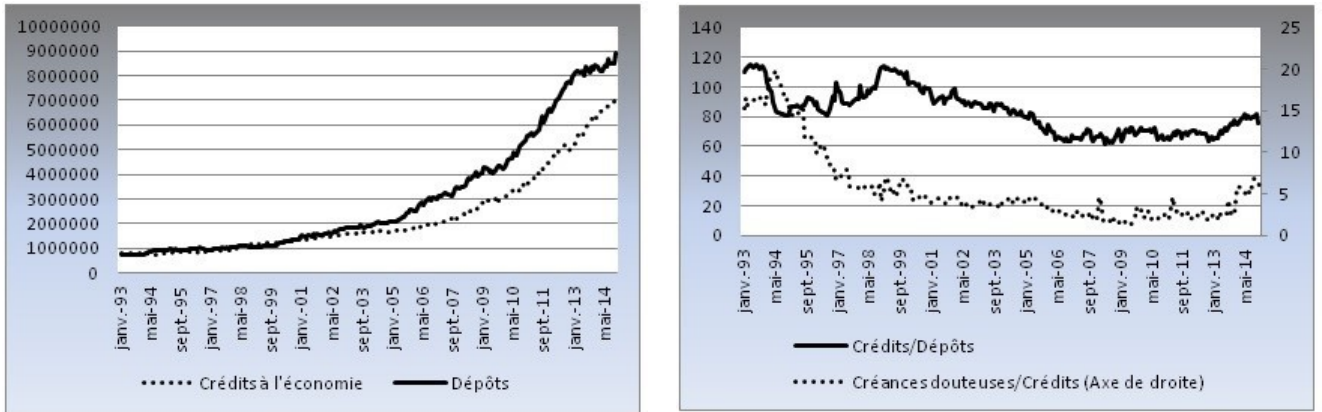 10000000
9000000
8000000
7000000
6000000
5000000
4000000
3000000
2000000
1000000
0
janv.-93
mai-94
sept.-95
janv.-97
mai-98
sept.-99
janv.-01
mai-02
sept.-03
janv.-05
mai-06
sept.-07
janv.-09
mai-10
sept.-11
janv.-13
mai-14
Crédits à l'économie
Dépôts
140
120
100
80
60
40
20
0
25
20
15
10
5
0
janv.-93
mai-94
sept.-95
janv.-97
mai-98
sept.-99
janv.-01
mai-02
sept.-03
janv.-05
mai-06
sept.-07
janv.-09
mai-10
sept.-11
janv.-13
mai-14
Crédits/Dépôts
Créances douteuses/Crédits (Axe de droite)